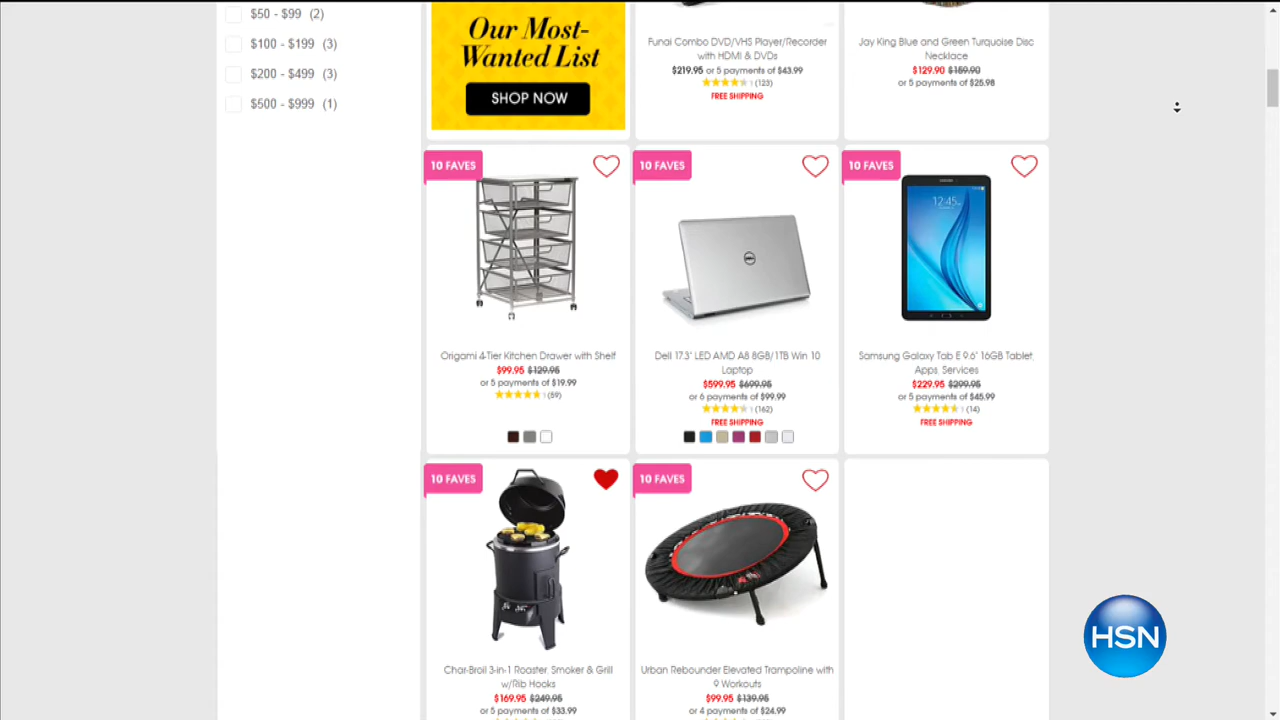 $50 - $99 (2)
$100 - $199 (3)
$200 - $499 (3)
$500 - $999 (1)
Our Most-
Wanted List
SHOP NOW
Funai Combo DVD/VHS Player/Recorder
with HDMI & DVDs
$219.95 or 5 payments of $43.99
(123)
FREE SHIPPING
Jay King Blue and Green Turquoise Disc
Necklace
$129.90 $159.90
or 5 payments of $25.98
10 FAVES
Origami 4-Tier Kitchen Drawer with Shelf
$99.95 $129.95
or 5 payments of $19.99
(59)
10 FAVES
DELL
Dell 17.3" LED AMD A8 8GB/1TB Win 10
Laptop
$599.95 $699.95
or 6 payments of $99.99
(162)
FREE SHIPPING
10 FAVES
12:45
Samsung Galaxy Tab E 9.6" 16GB Tablet,
Apps, Services
$229.95 $299.95
or 5 payments of $45.99
(14)
FREE SHIPPING
10 FAVES
Char-Broil 3-in-1 Roaster, Smoker & Grill
w/Rib Hooks
$169.95 $249.95
or 5 payments of $33.99
10 FAVES
Urban Rebounder Elevated Trampoline with
9 Workouts
$99.95 $139.95
or 4 payments of $24.99
HSN